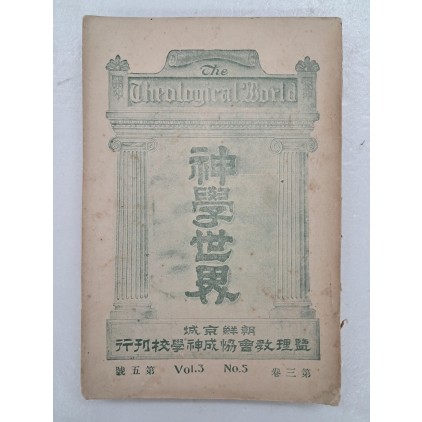 The
Theological World
神學世界
朝鮮京城
監理敎會協成神學校刊行
第三卷 Vol.3 No.5 第五號